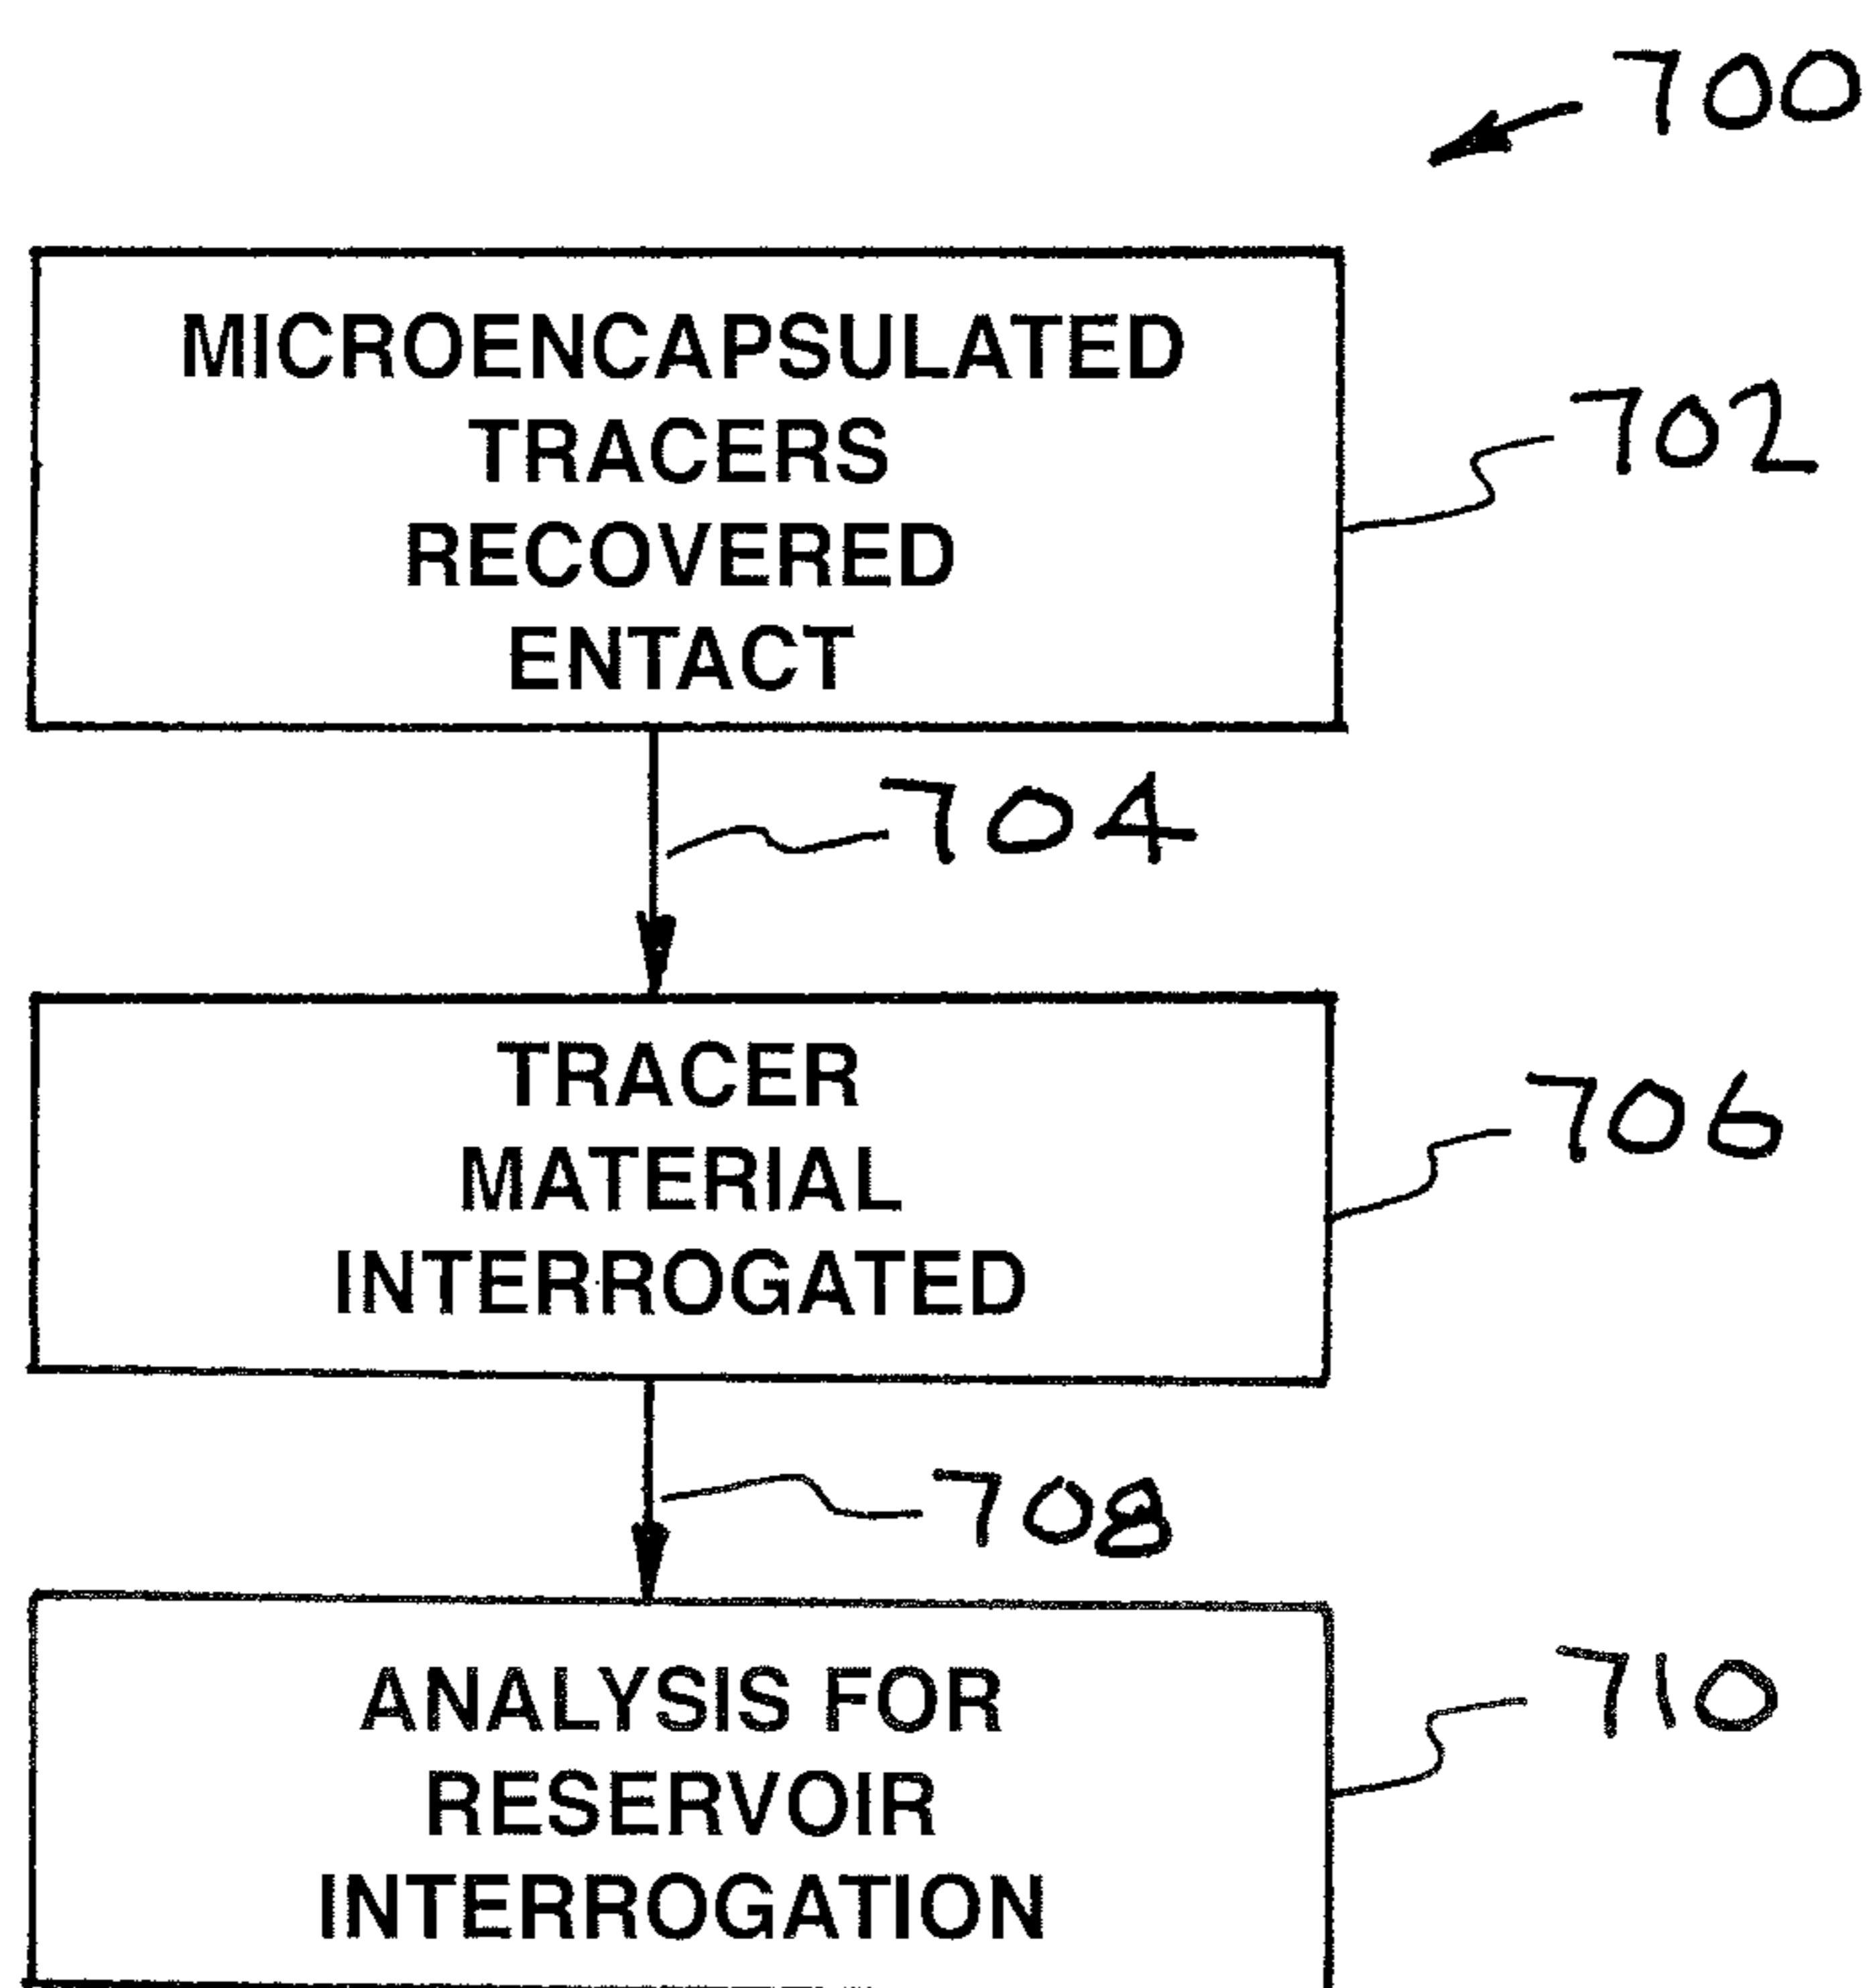 700
MICROENCAPSULATED
TRACERS
RECOVERED
ENTACT
702
704
TRACER
MATERIAL
INTERROGATED
706
708
ANALYSIS FOR
RESERVOIR
INTERROGATION
710